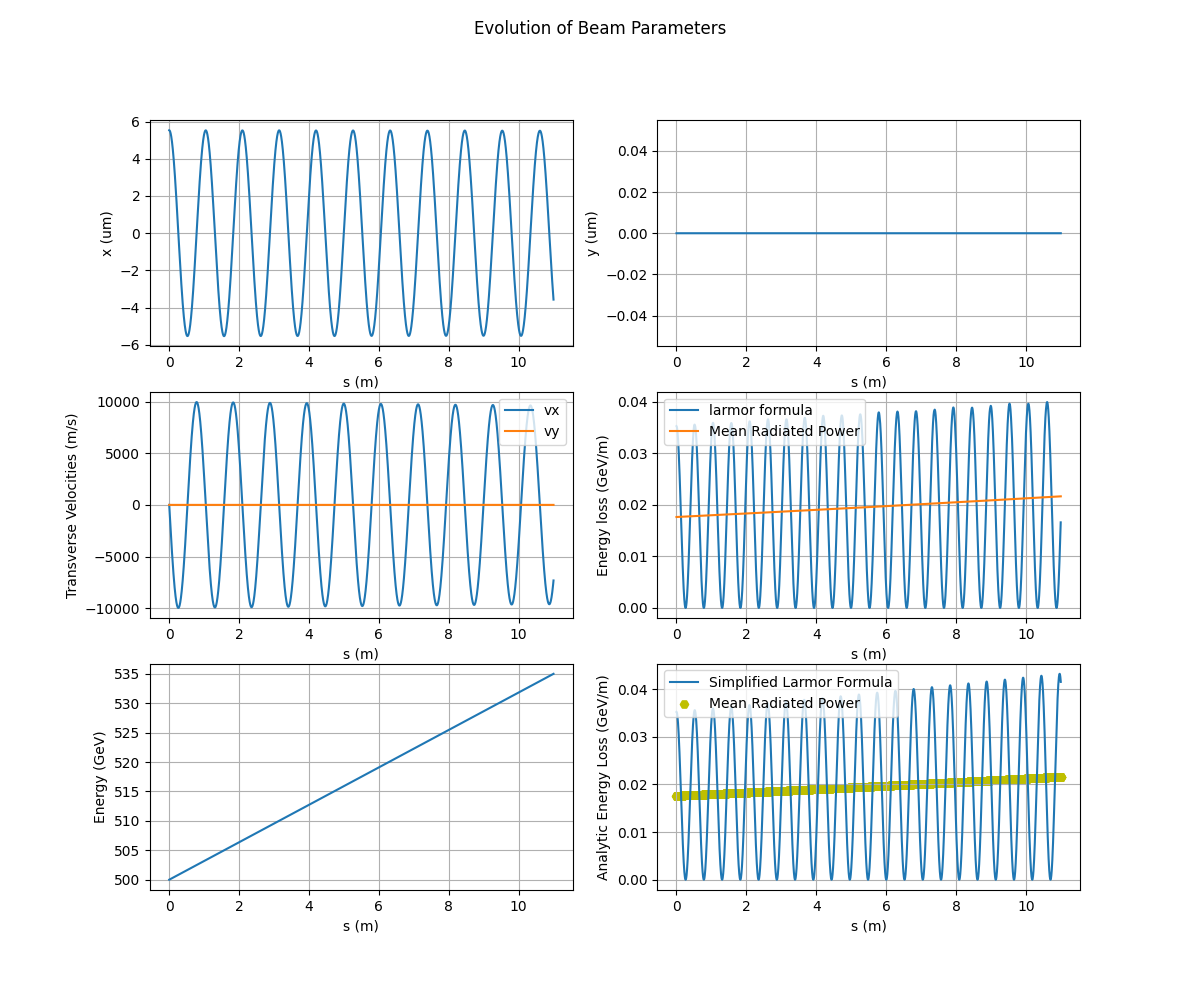 Evolution of Beam Parameters
6
4
2
0
−2
−4
−6
x (um)
0 2 4 6 8 10
s (m)
0.04
0.02
0.00
−0.02
−0.04
y (um)
0 2 4 6 8 10
s (m)
10000
5000
0
−5000
−10000
Transverse Velocities (m/s)
vx
vy
0 2 4 6 8 10
s (m)
0.04
0.03
0.02
0.01
0.00
Energy loss (GeV/m)
larmor formula
Mean Radiated Power
0 2 4 6 8 10
s (m)
535
530
525
520
515
510
505
500
Energy (GeV)
0 2 4 6 8 10
s (m)
0.04
0.03
0.02
0.01
0.00
Analytic Energy Loss (GeV/m)
Simplified Larmor Formula
Mean Radiated Power
0 2 4 6 8 10
s (m)